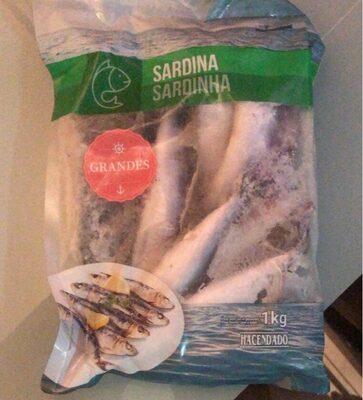 SARDINA
SARDINHA
GRANDES
1kg
HACENDADO